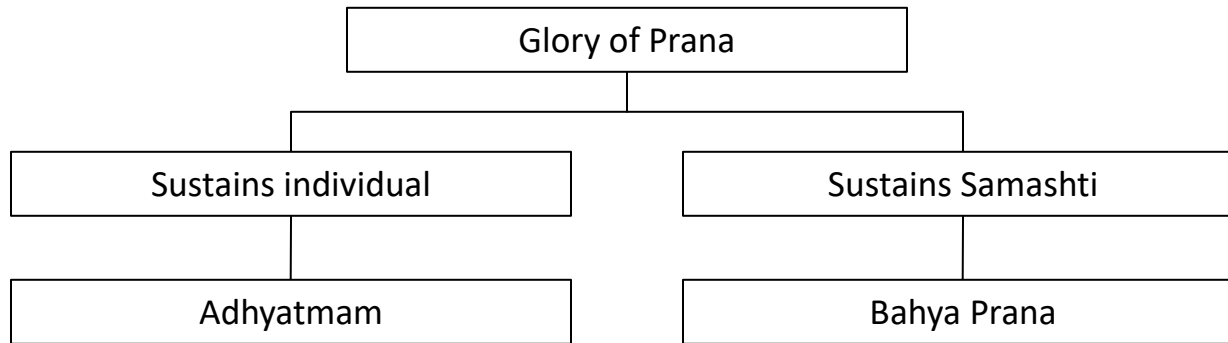 Glory of Prana
Sustains individual
Sustains Samashti
Adhyatmam
Bahya Prana